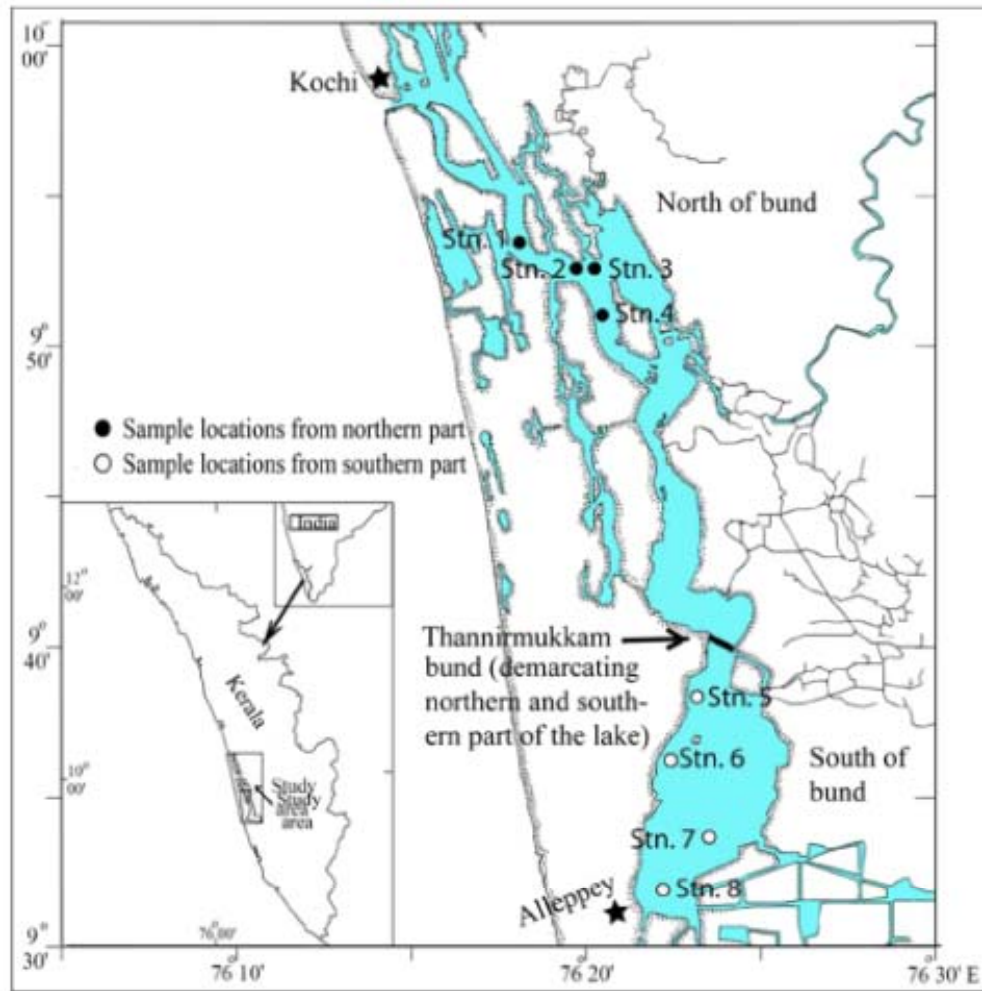 10°
00'
Kochi
North of bund
Stn. 1
Stn. 2
Stn. 3
Stn.4
9°
50'
Sample locations from northern part
Sample locations from southern part
India
12°
00'
9°
40'
Thannirmukkam
bund (demarcating
northern and south-
ern part of the lake)
Kerala
Stn. 5
Stn. 6
South of
bund
10°
00'
Study
Study
area
area
Stn. 7
Stn. 8
Alleppey
76°00'
9°
30'
76°10'
76°20'
76°30' E